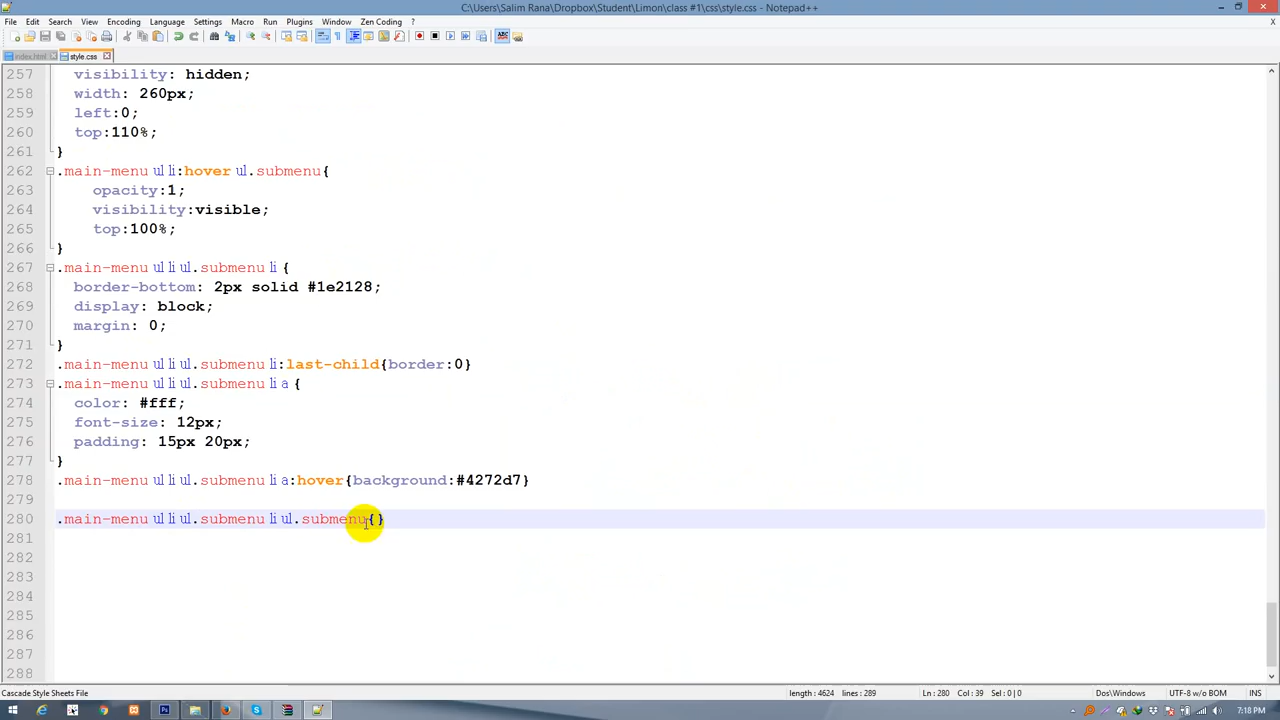 C:\Users\Salim Rana\Dropbox\Student\Limon\class #1\css\style.css - Notepad++
File Edit Search View Encoding Language Settings Macro Run Plugins Window Zen Coding ?
index.html style.css
257 visibility: hidden;
258 width: 260px;
259 left:0;
260 top:110%;
261 }
262 .main-menu ul li:hover ul.submenu{
263 opacity:1;
264 visibility:visible;
265 top:100%;
266 }
267 .main-menu ul li ul.submenu li {
268 border-bottom: 2px solid #1e2128;
269 display: block;
270 margin: 0;
271 }
272 .main-menu ul li ul.submenu li:last-child{border:0}
273 .main-menu ul li ul.submenu li a {
274 color: #fff;
275 font-size: 12px;
276 padding: 15px 20px;
277 }
278 .main-menu ul li ul.submenu li a:hover{background:#4272d7}
279
280 .main-menu ul li ul.submenu li ul.submenu{}
281
282
283
284
285
286
287
288
Cascade Style Sheets File length : 4624 lines : 289 Ln : 280 Col : 39 Sel : 0 | 0 Dos\Windows UTF-8 w/o BOM INS
7:18 PM